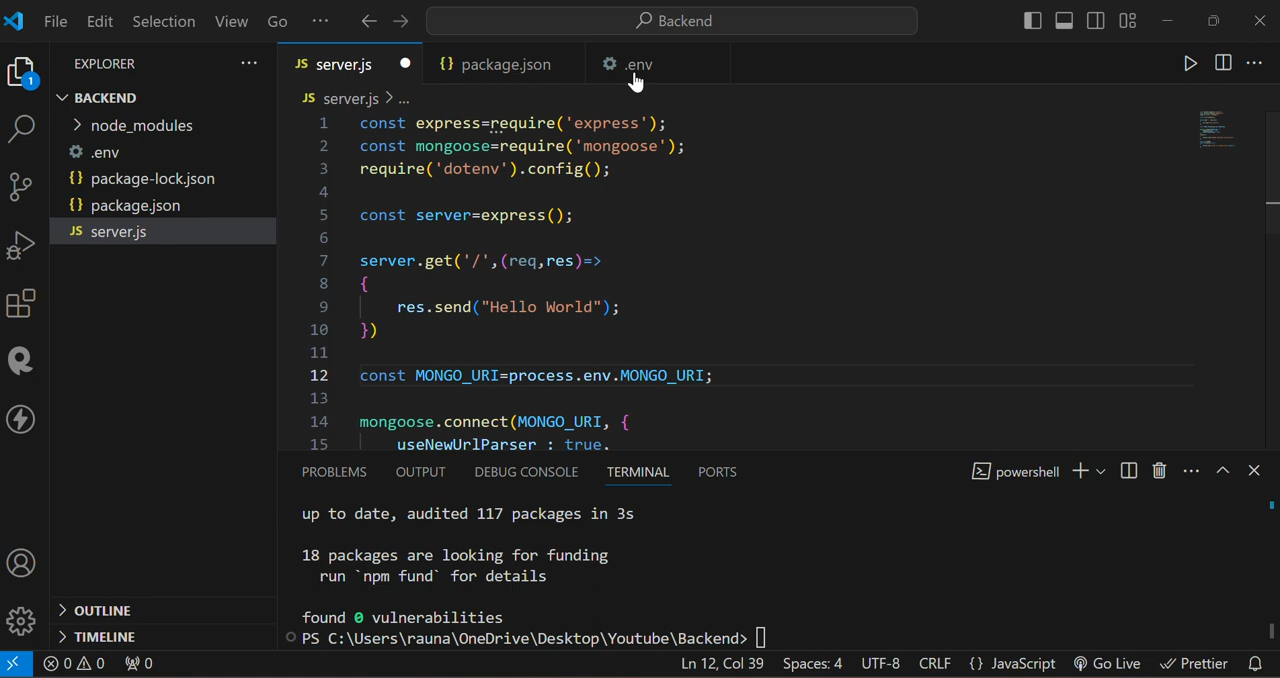 File Edit Selection View Go ...
Backend
EXPLORER ...
1
BACKEND
node_modules
.env
{} package-lock.json
{} package.json
JS server.js
OUTLINE
TIMELINE
JS server.js
{} package.json
.env
JS server.js > ...
1 const express=require('express');
2 const mongoose=require('mongoose');
3 require('dotenv').config();
4
5 const server=express();
6
7 server.get('/',(req,res)=>
8 {
9 res.send("Hello World");
10 })
11
12 const MONGO_URI=process.env.MONGO_URI;
13
14 mongoose.connect(MONGO_URI, {
15 useNewUrlParser : true,
PROBLEMS OUTPUT DEBUG CONSOLE TERMINAL PORTS powershell
up to date, audited 117 packages in 3s
18 packages are looking for funding
run `npm fund` for details
found 0 vulnerabilities
PS C:\Users\rauna\OneDrive\Desktop\Youtube\Backend>
0 0 0 Ln 12, Col 39 Spaces: 4 UTF-8 CRLF {} JavaScript Go Live Prettier